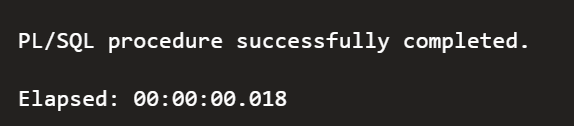 PL/SQL procedure successfully completed.
Elapsed: 00:00:00.018